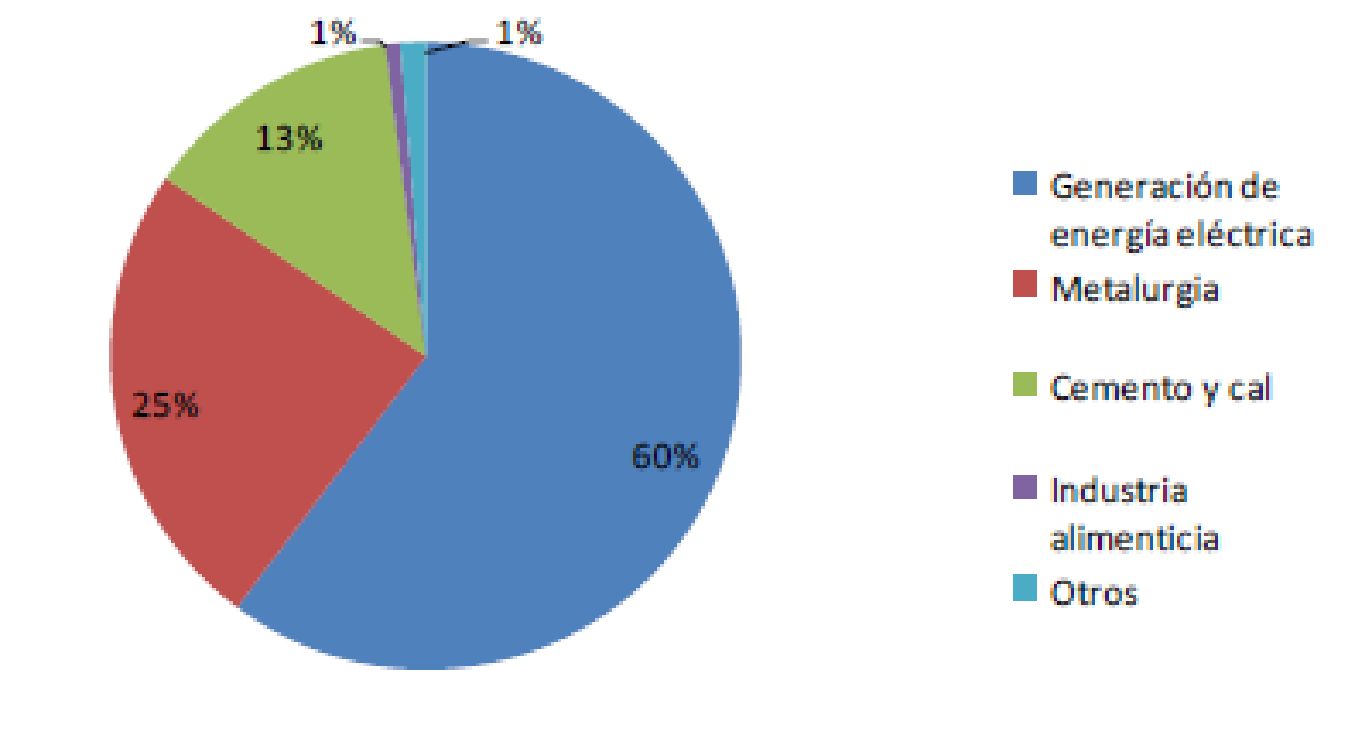 1%
1%
13%
25%
60%
Generación de
energía eléctrica
Metalurgia
Cemento y cal
Industria
alimenticia
Otros